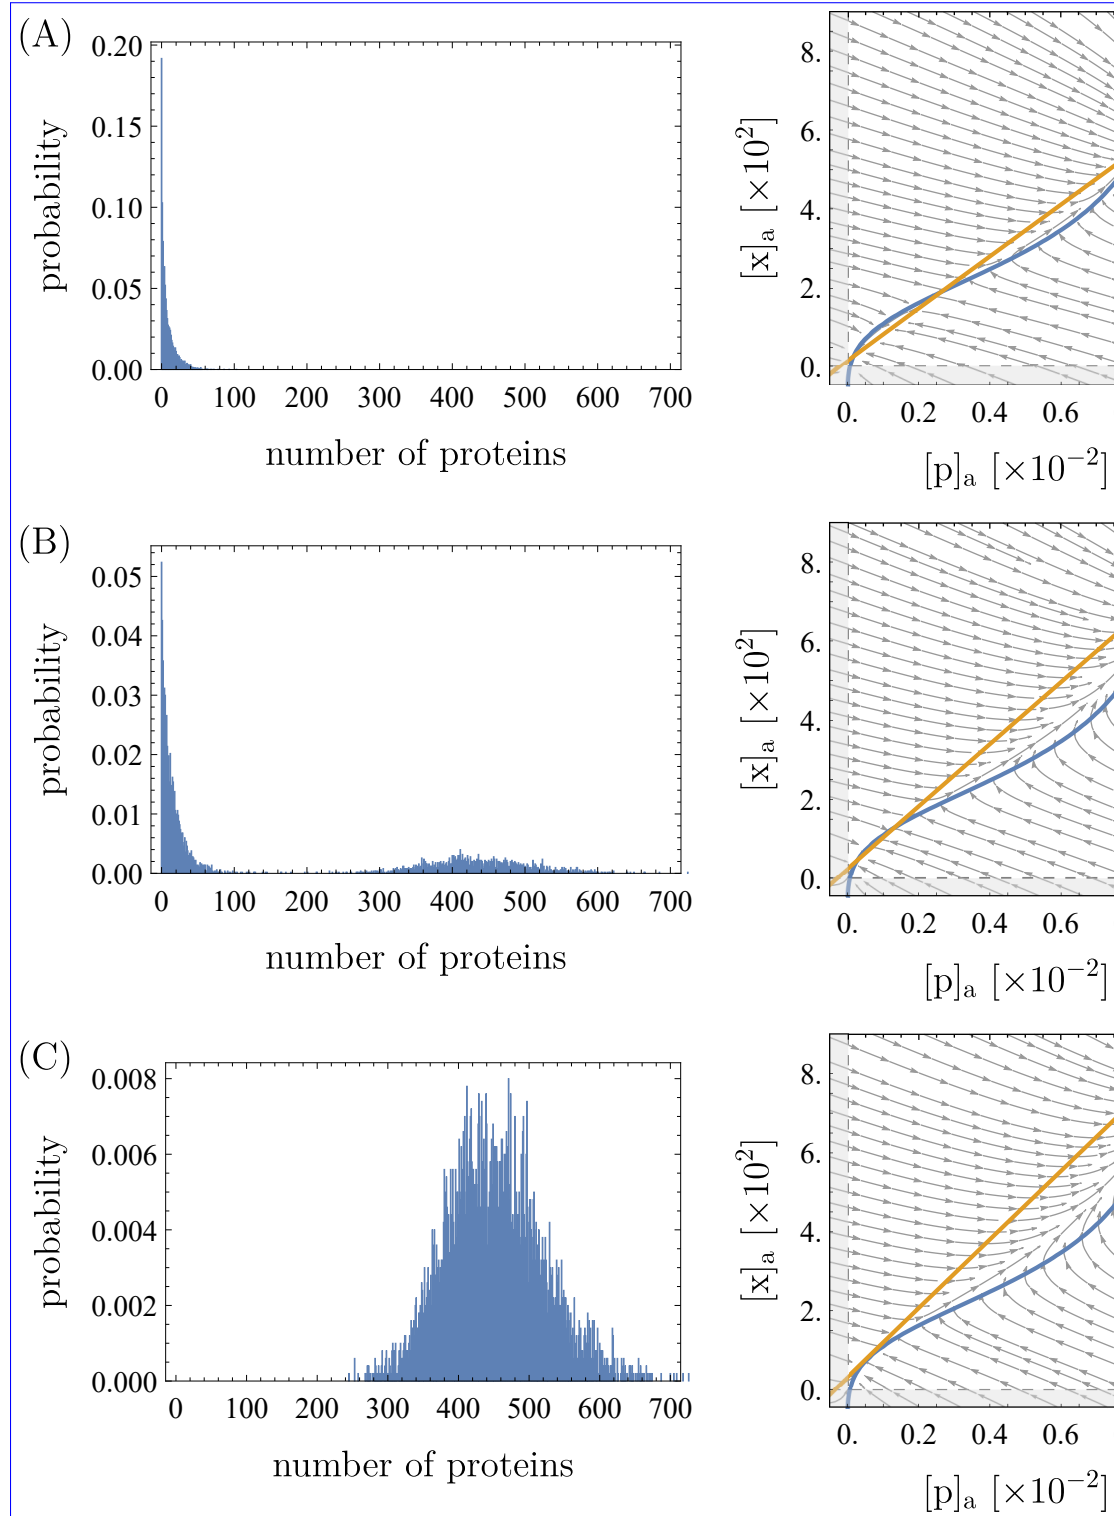 (A)
probability
0.20
0.15
0.10
0.05
0.00
0 100 200 300 400 500 600 700
number of proteins
[x]ₐ [×10²]
8.
6.
4.
2.
0.
0. 0.2 0.4 0.6
[p]ₐ [×10⁻²]
(B)
probability
0.05
0.04
0.03
0.02
0.01
0.00
0 100 200 300 400 500 600 700
number of proteins
[x]ₐ [×10²]
8.
6.
4.
2.
0.
0. 0.2 0.4 0.6
[p]ₐ [×10⁻²]
(C)
probability
0.008
0.006
0.004
0.002
0.000
0 100 200 300 400 500 600 700
number of proteins
[x]ₐ [×10²]
8.
6.
4.
2.
0.
0. 0.2 0.4 0.6
[p]ₐ [×10⁻²]